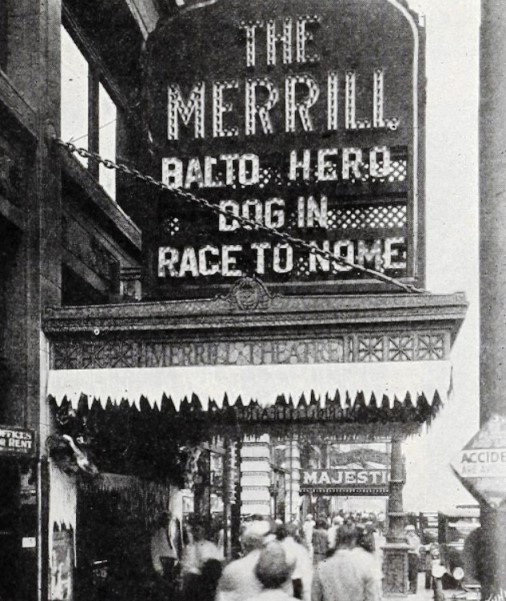 THE
MERRILL
BALTO HERO
DOG IN
RACE TO NOME
MERRILL THEATRE
OFFICES
FOR RENT
MAJESTIC
ACCIDE